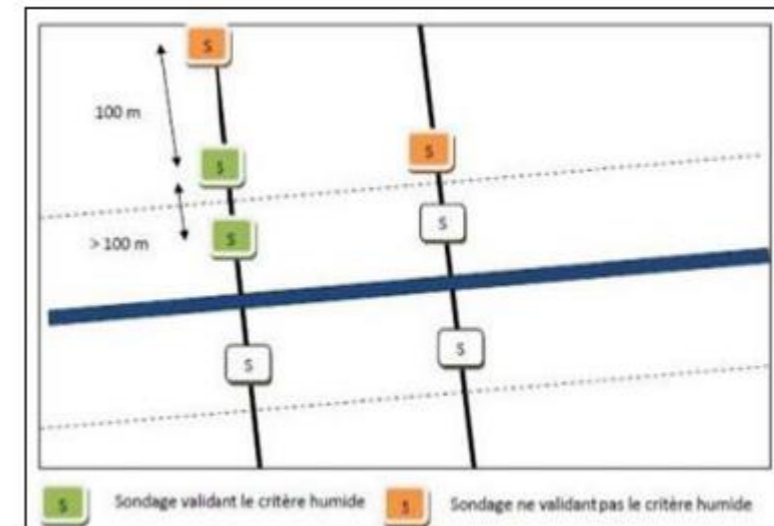 S
100 m
S
S
S
> 100 m
S
S
S
S Sondage validant le critère humide
S Sondage ne validant pas le critère humide